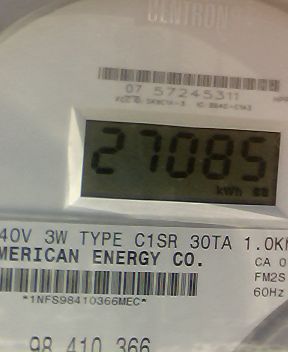 CENTRON
07 57245311
27085
kWh
40V 3W TYPE C1SR 30TA 1.0K
MERICAN ENERGY CO.
CA 0
FM2S
60Hz
*1NFS98410366MEC*
98 410 366